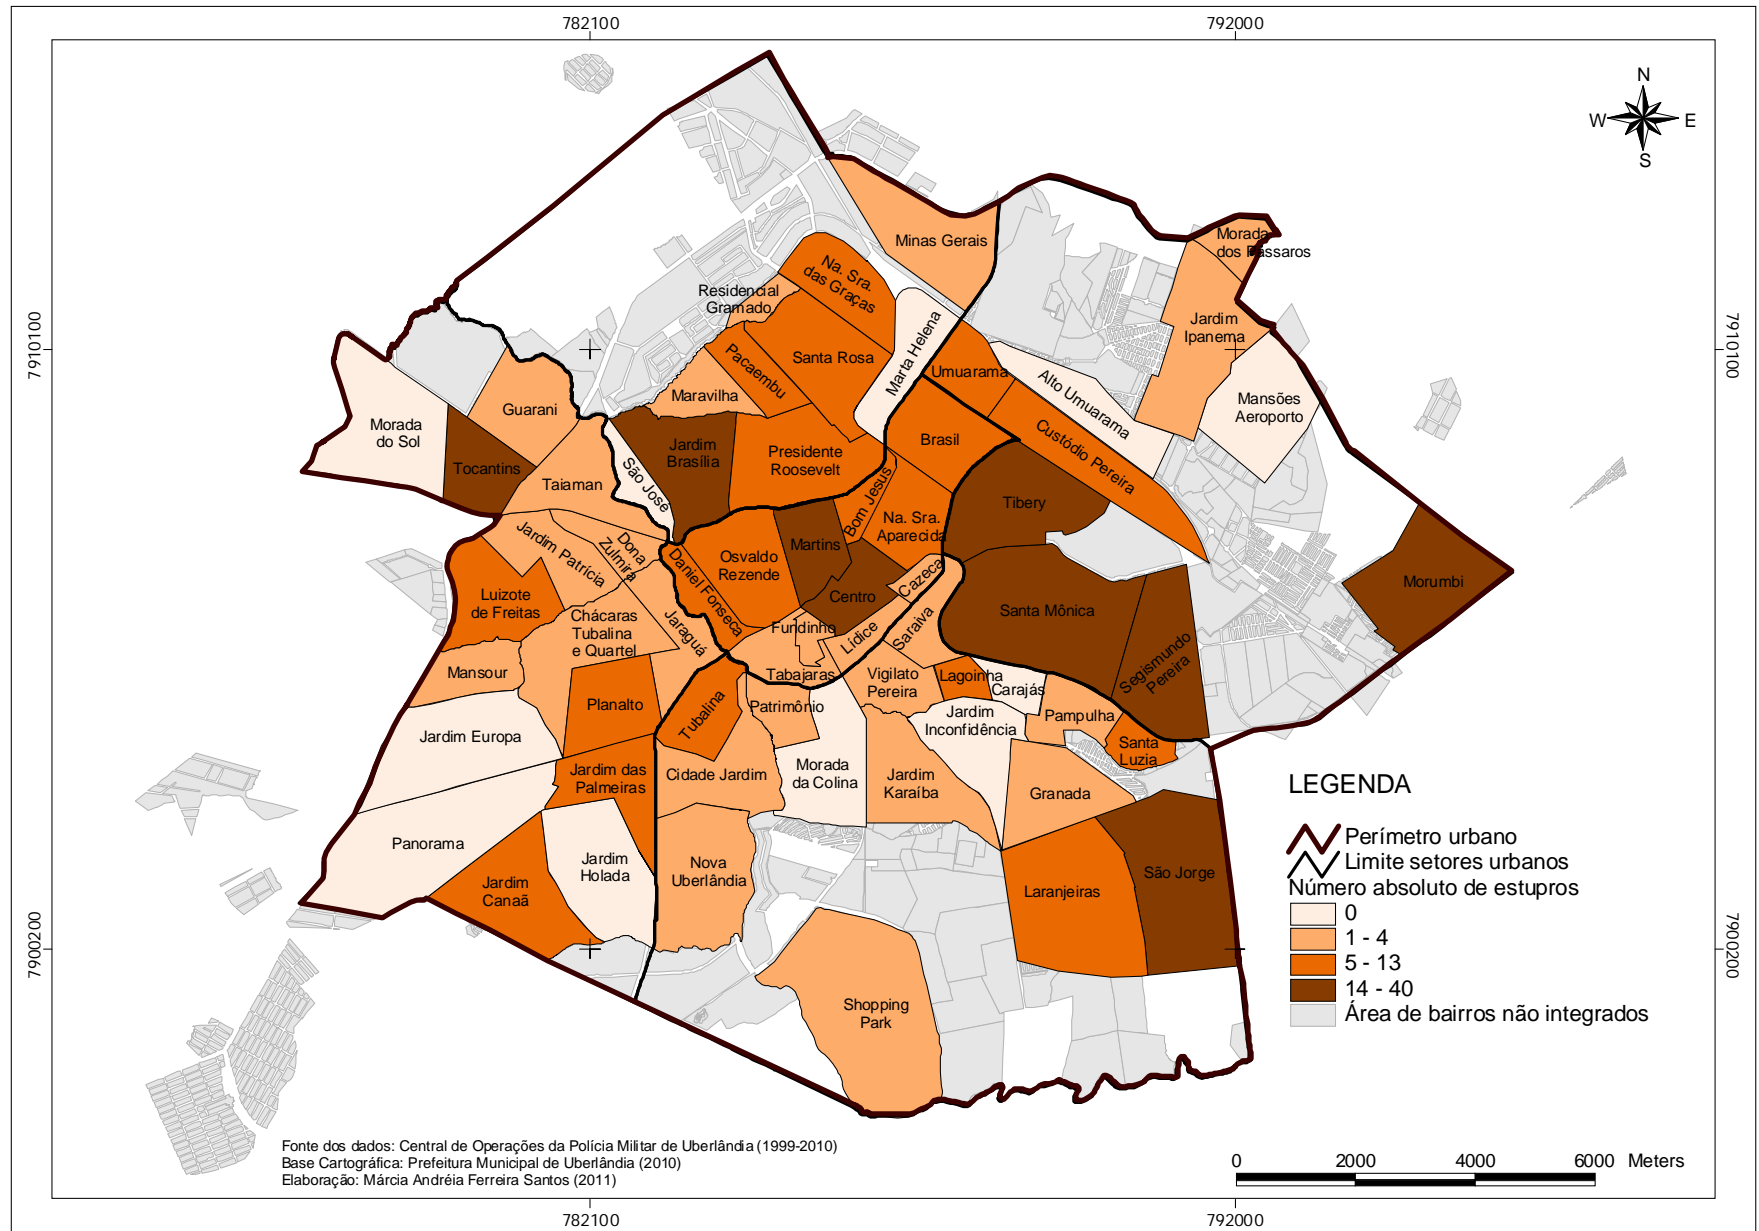 782100
792000
N
W
E
S
7910100
7910100
Minas Gerais
Morada
dos Pássaros
Na. Sra.
das Graças
Residencial
Gramado
Jardim
Ipanema
Marta Helena
Santa Rosa
Pacaembu
Umuarama
Alto Umuarama
Maravilha
Mansões
Aeroporto
Guarani
Morada
do Sol
Brasil
Custódio Pereira
Jardim
Brasília
Presidente
Roosevelt
Tocantins
São José
Taiaman
Bom Jesus
Tibery
Na. Sra.
Aparecida
Martins
Jardim Patrícia
Dona
Zulmira
Daniel Fonseca
Osvaldo
Rezende
Cazeca
Morumbi
Luizote
de Freitas
Centro
Santa Mônica
Chácaras
Tubalina
e Quartel
Jaraguá
Fundinho
Lídice
Saraiva
Segismundo
Pereira
Mansour
Tabajaras
Vigilato
Pereira
Lagoinha
Carajás
Planalto
Tubalina
Patrimônio
Jardim
Inconfidência
Pampulha
Jardim Europa
Santa
Luzia
Jardim das
Palmeiras
Cidade Jardim
Morada
da Colina
Jardim
Karaíba
Granada
Panorama
Jardim
Holada
Nova
Uberlândia
Jardim
Canaã
Laranjeiras
São Jorge
Shopping
Park
7900200
7900200
LEGENDA
Perímetro urbano
Limite setores urbanos
Número absoluto de estupros
0
1 - 4
5 - 13
14 - 40
Área de bairros não integrados
Fonte dos dados: Central de Operações da Polícia Militar de Uberlândia (1999-2010)
Base Cartográfica: Prefeitura Municipal de Uberlândia (2010)
Elaboração: Márcia Andréia Ferreira Santos (2011)
0 2000 4000 6000 Meters
782100
792000